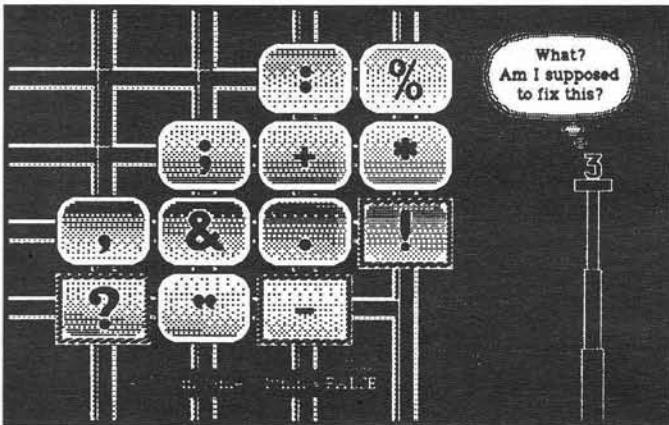 : %
; + *
, & . !
? " -
What?
Am I supposed
to fix this?
3